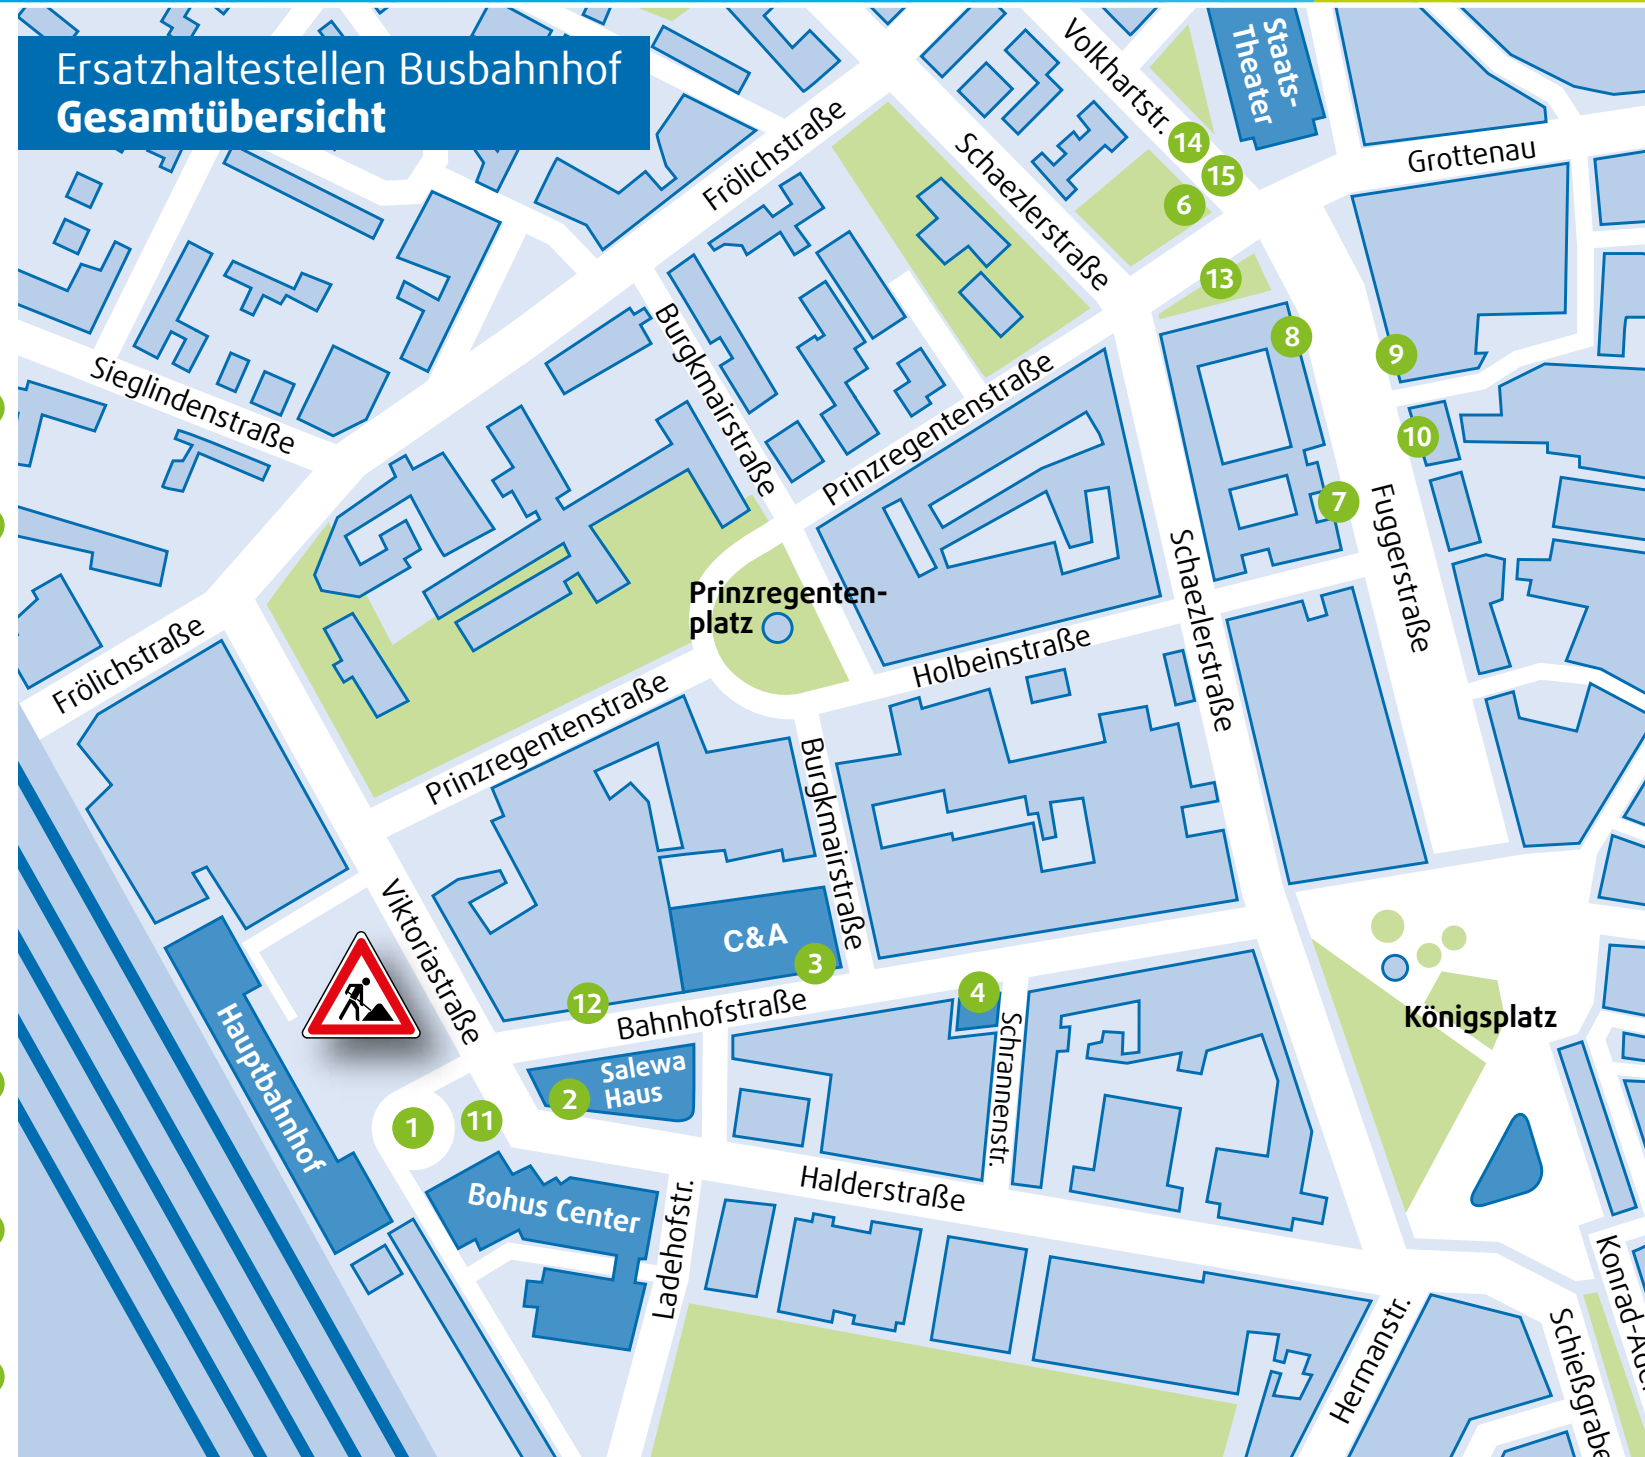 Ersatzhaltestellen Busbahnhof
Gesamtübersicht
Volkhartstr.
Staats-
Theater
14
15
6
Grottenau
Frölichstraße
Schaezlerstraße
13
8
9
10
7
Burgkmairstraße
Prinzregentenstraße
Sieglindenstraße
Fuggerstraße
Schaezlerstraße
Prinzregenten-
platz
Holbeinstraße
Frölichstraße
Prinzregentenstraße
Burgkmairstraße
Viktoriastraße
C&A
3
12
Bahnhofstraße
4
Schrannenstr.
Königsplatz
Hauptbahnhof
Salewa
Haus
2
1
11
Bohus Center
Halderstraße
Ladehofstr.
Hermanstr.
Konrad-Ade
Schießgrabe